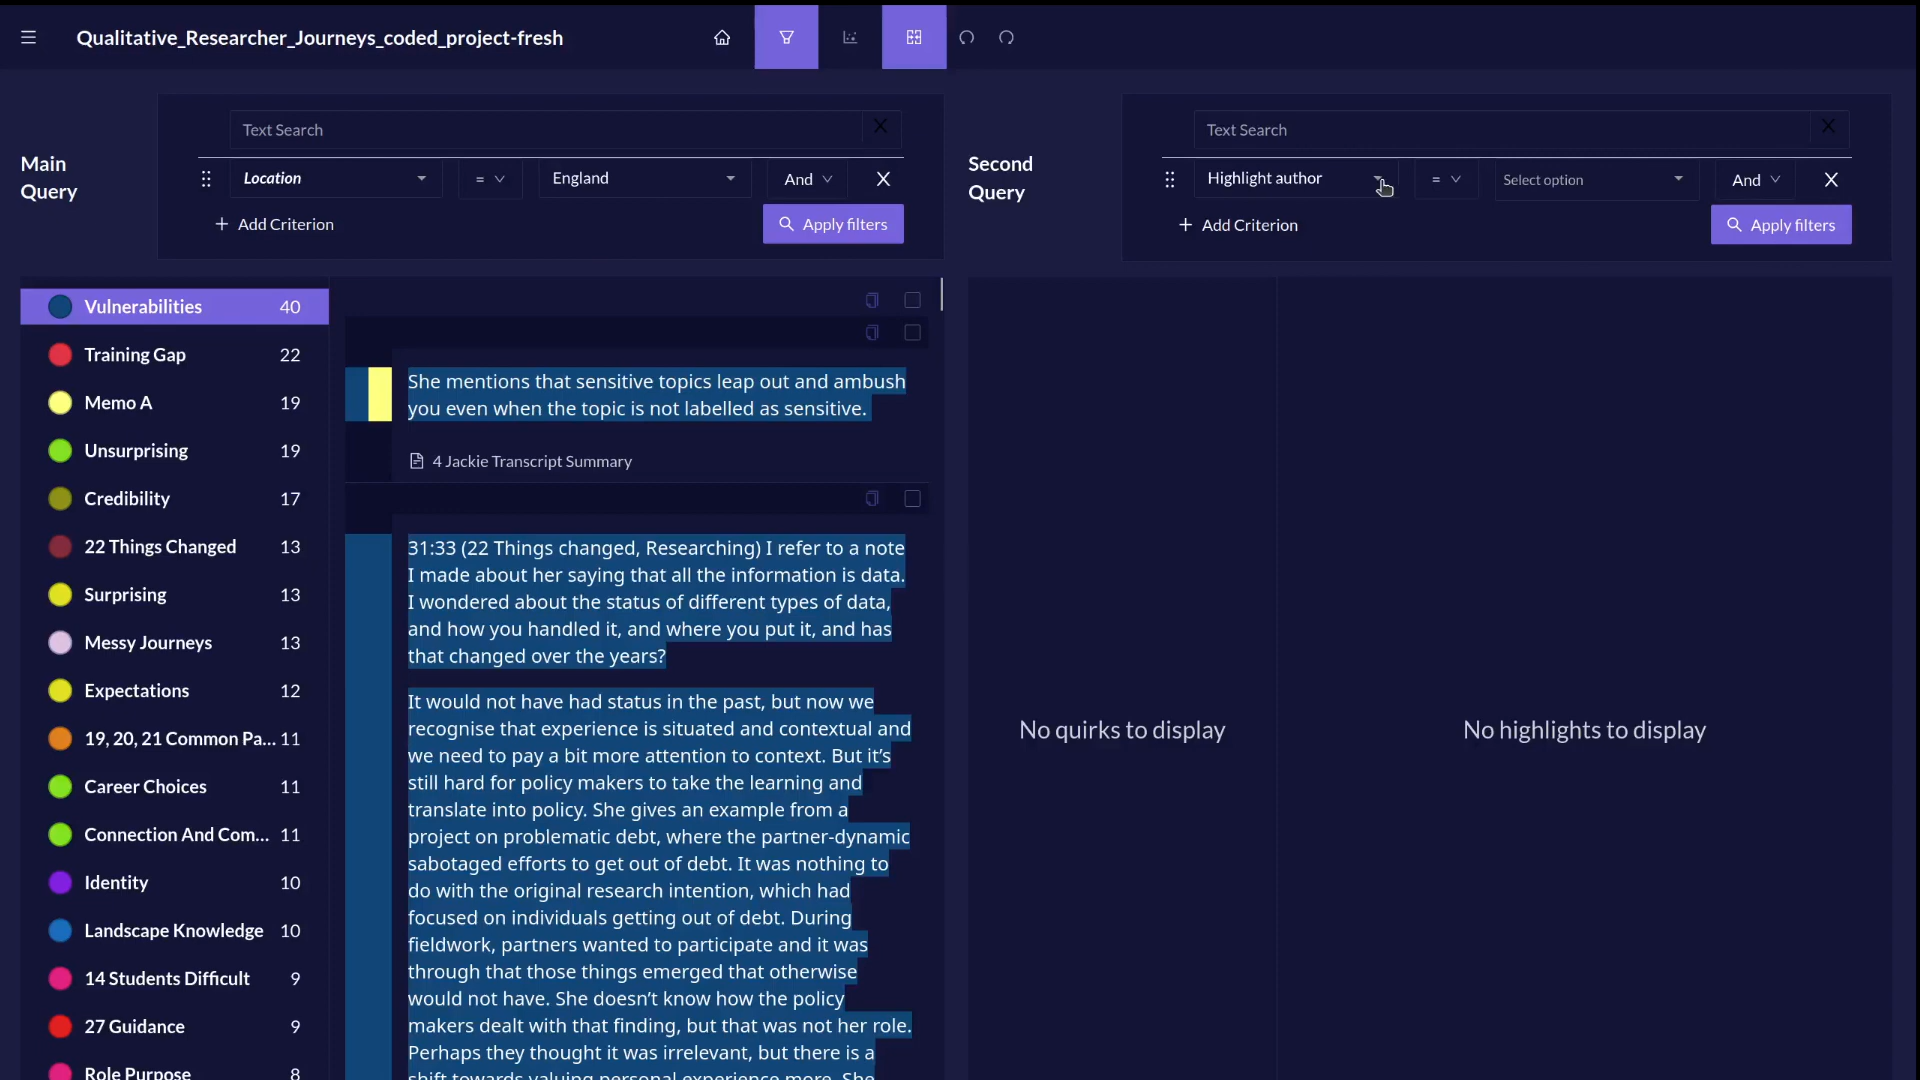 Qualitative_Researcher_Journeys_coded_project-fresh
Main
Query
Text Search
Location
=
England
And
Add Criterion
Apply filters
Second
Query
Text Search
Highlight author
=
Select option
And
Add Criterion
Apply filters
Vulnerabilities 40
Training Gap 22
Memo A 19
Unsurprising 19
Credibility 17
22 Things Changed 13
Surprising 13
Messy Journeys 13
Expectations 12
19, 20, 21 Common Pa... 11
Career Choices 11
Connection And Com... 11
Identity 10
Landscape Knowledge 10
14 Students Difficult 9
27 Guidance 9
Role Purpose 8
She mentions that sensitive topics leap out and ambush
you even when the topic is not labelled as sensitive.
4 Jackie Transcript Summary
31:33 (22 Things changed, Researching) I refer to a note
I made about her saying that all the information is data.
I wondered about the status of different types of data,
and how you handled it, and where you put it, and has
that changed over the years?
It would not have had status in the past, but now we
recognise that experience is situated and contextual and
we need to pay a bit more attention to context. But it's
still hard for policy makers to take the learning and
translate into policy. She gives an example from a
project on problematic debt, where the partner-dynamic
sabotaged efforts to get out of debt. It was nothing to
do with the original research intention, which had
focused on individuals getting out of debt. During
fieldwork, partners wanted to participate and it was
through that those things emerged that otherwise
would not have. She doesn't know how the policy
makers dealt with that finding, but that was not her role.
Perhaps they thought it was irrelevant, but there is a
shift towards valuing personal experience more. She
No quirks to display
No highlights to display